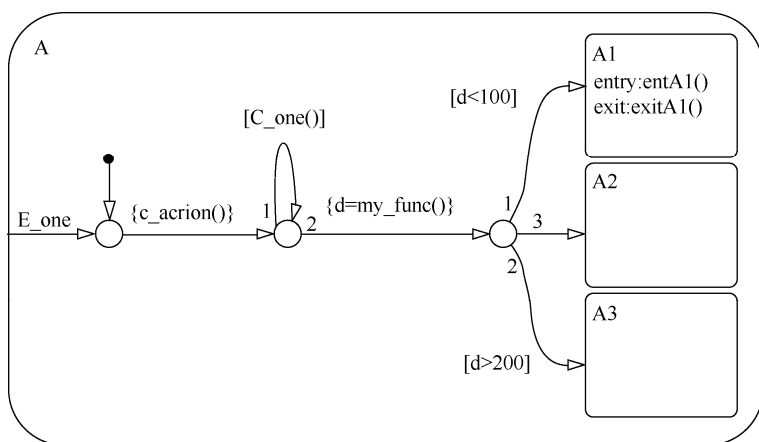 A
A1
entry:entA1()
exit:exitA1()
[d<100]
[C_one()]
A2
E_one
{c_acrion()}
1
2
{d=my_func()}
1
3
2
A3
[d>200]